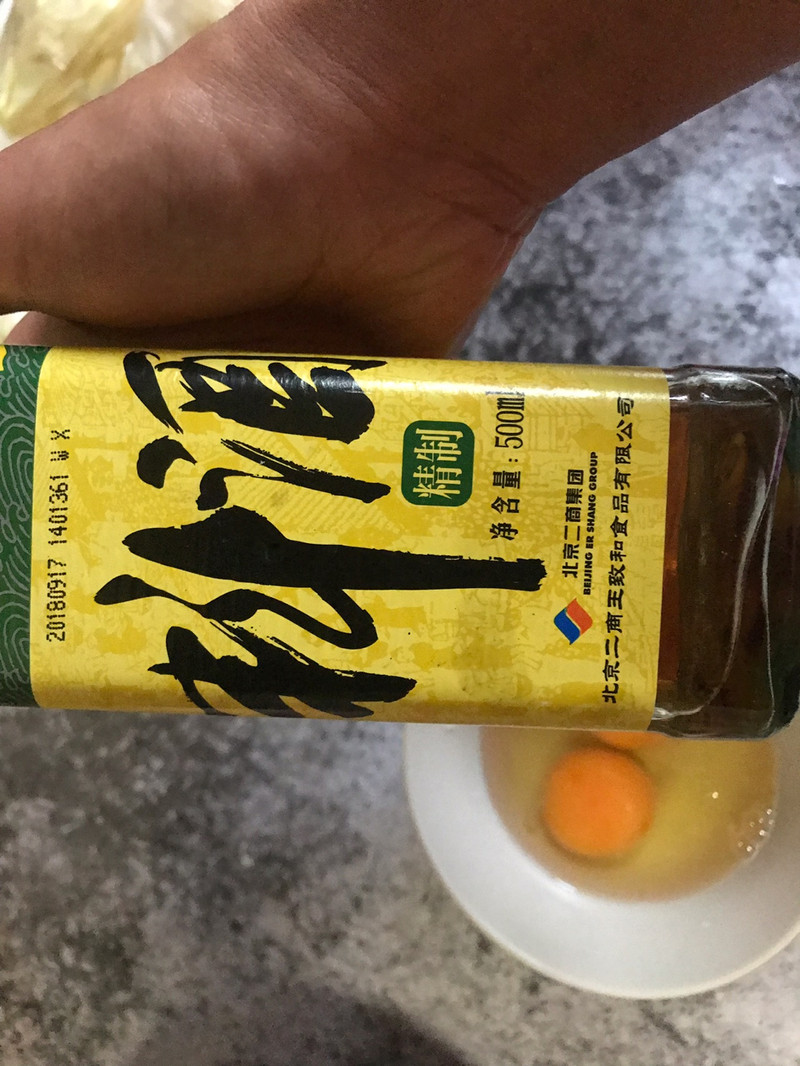 料酒
精制
净含量：500ml
北京二商集团
BEIJING ER SHANG GROUP
北京二商王致和食品有限公司
20180917 1401361 W X